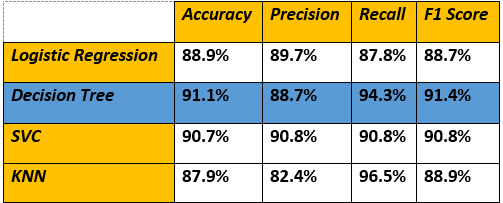 Accuracy Precision Recall F1 Score
Logistic Regression 88.9% 89.7% 87.8% 88.7%
Decision Tree 91.1% 88.7% 94.3% 91.4%
SVC 90.7% 90.8% 90.8% 90.8%
KNN 87.9% 82.4% 96.5% 88.9%